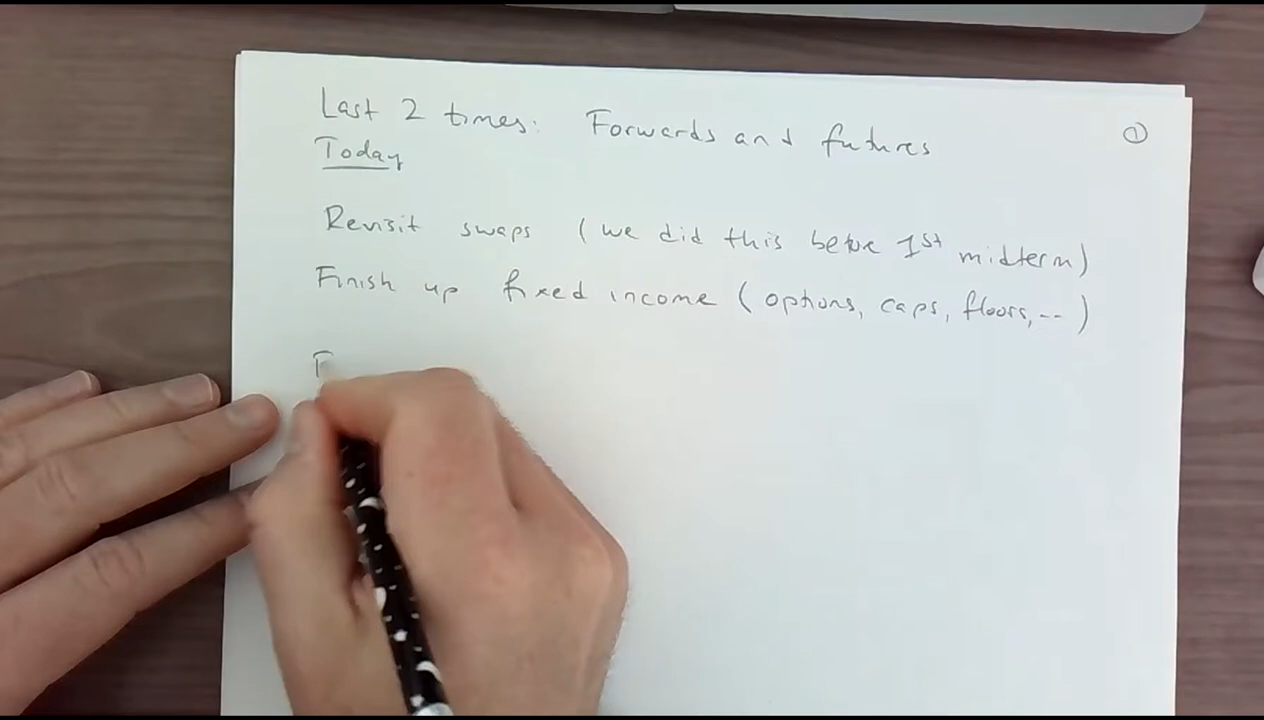 Last 2 times: Forwards and futures ①
Today
Revisit swaps (we did this before 1st midterm)
Finish up fixed income (options, caps, floors, -- )
F